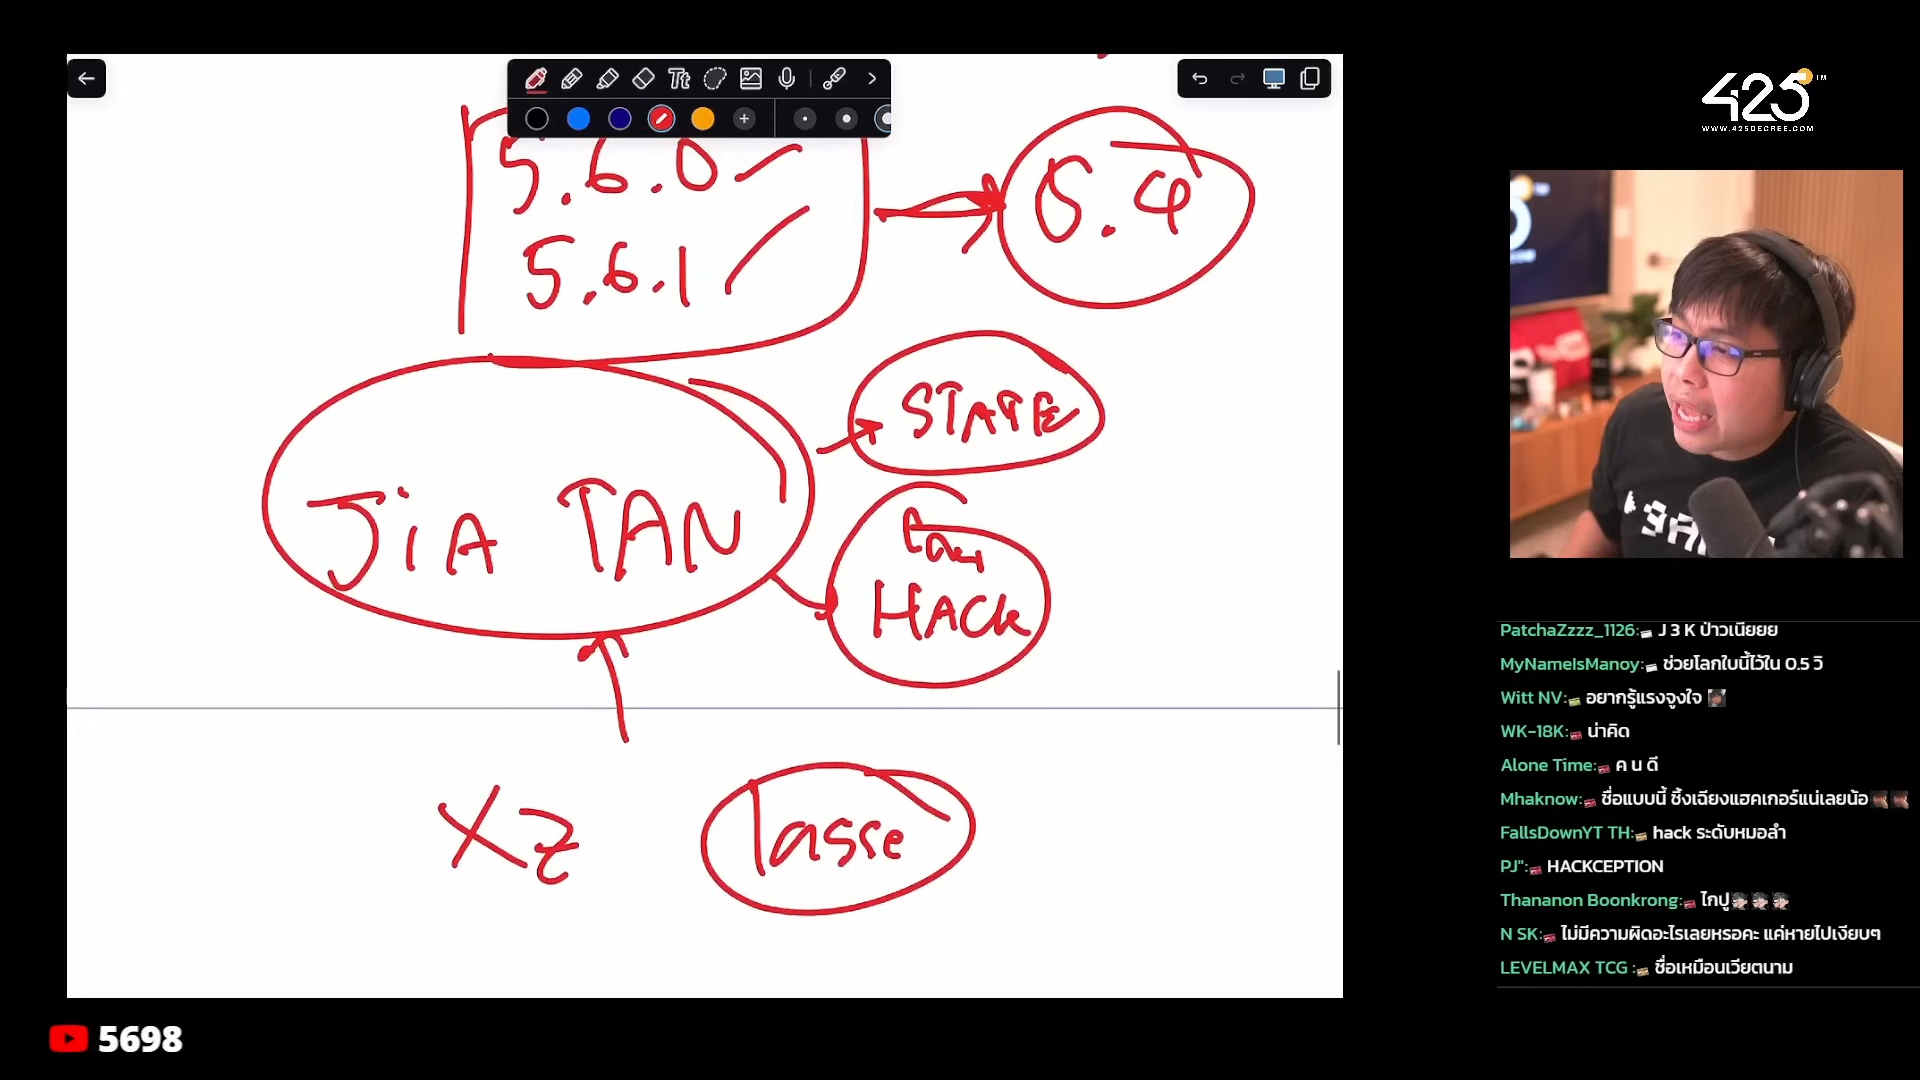 Tt
425 TM
WWW.425DEGREE.COM
5.6.0
5.4
5.6.1
STATE
JiA TAN
HACK
XZ
lasse
PatchaZzzz_1126: J 3 K ป่าวเนียยย
MyNameIsManoy: ช่วยโลกใบนี้ไว้ใน 0.5 วิ
Witt NV: อยากรู้แรงจูงใจ
WK-18K: น่าคิด
Alone Time: ค น ดี
Mhaknow: ชื่อแบบนี้ ซิ้งเฉียงแฮคเกอร์แน่เลยน้อ
FallsDownYT TH: hack ระดับหมอลำ
PJ": HACKCEPTION
Thananon Boonkrong: ไกปู
N SK: ไม่มีความผิดอะไรเลยหรอคะ แค่หายไปเงียบๆ
LEVELMAX TCG : ชื่อเหมือนเวียตนาม
5698